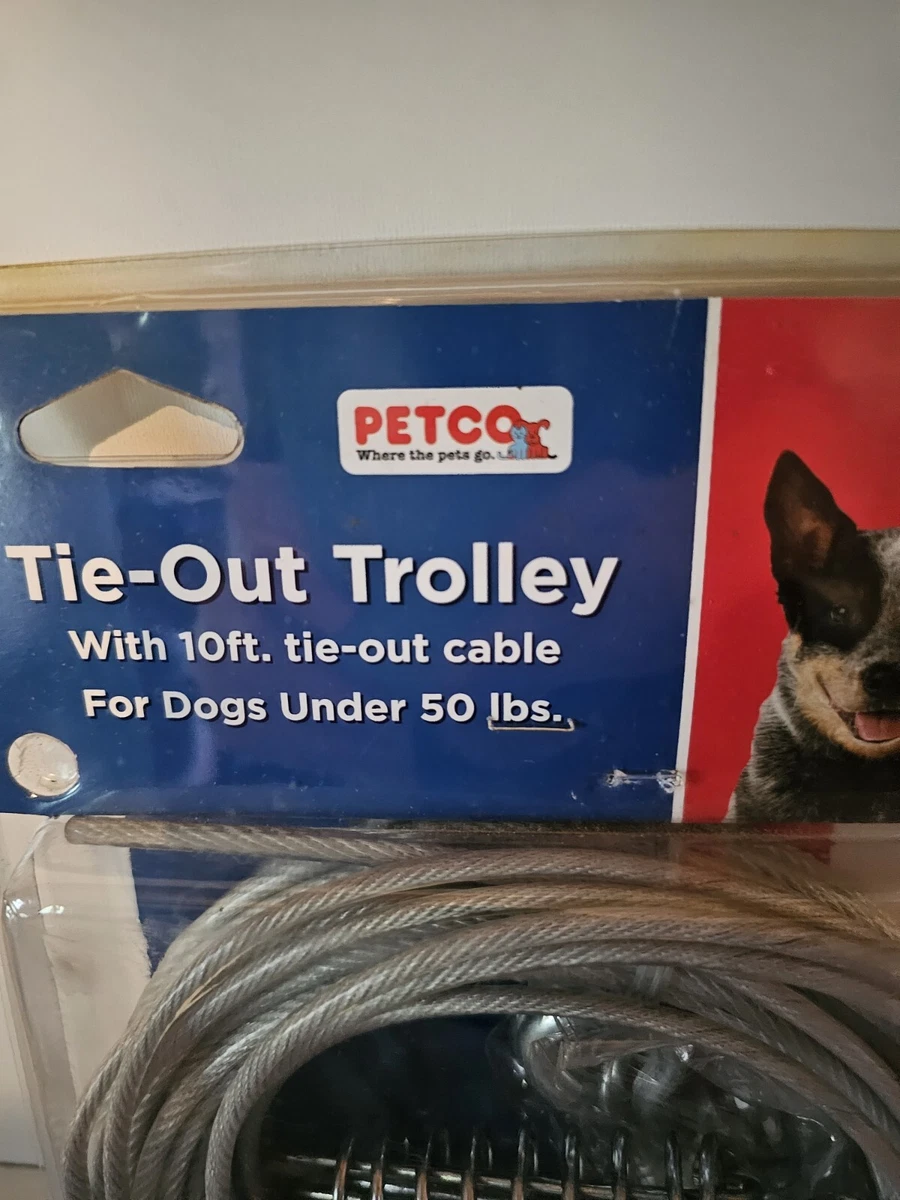 PETCO
Where the pets go.
Tie-Out Trolley
With 10ft. tie-out cable
For Dogs Under 50 lbs.